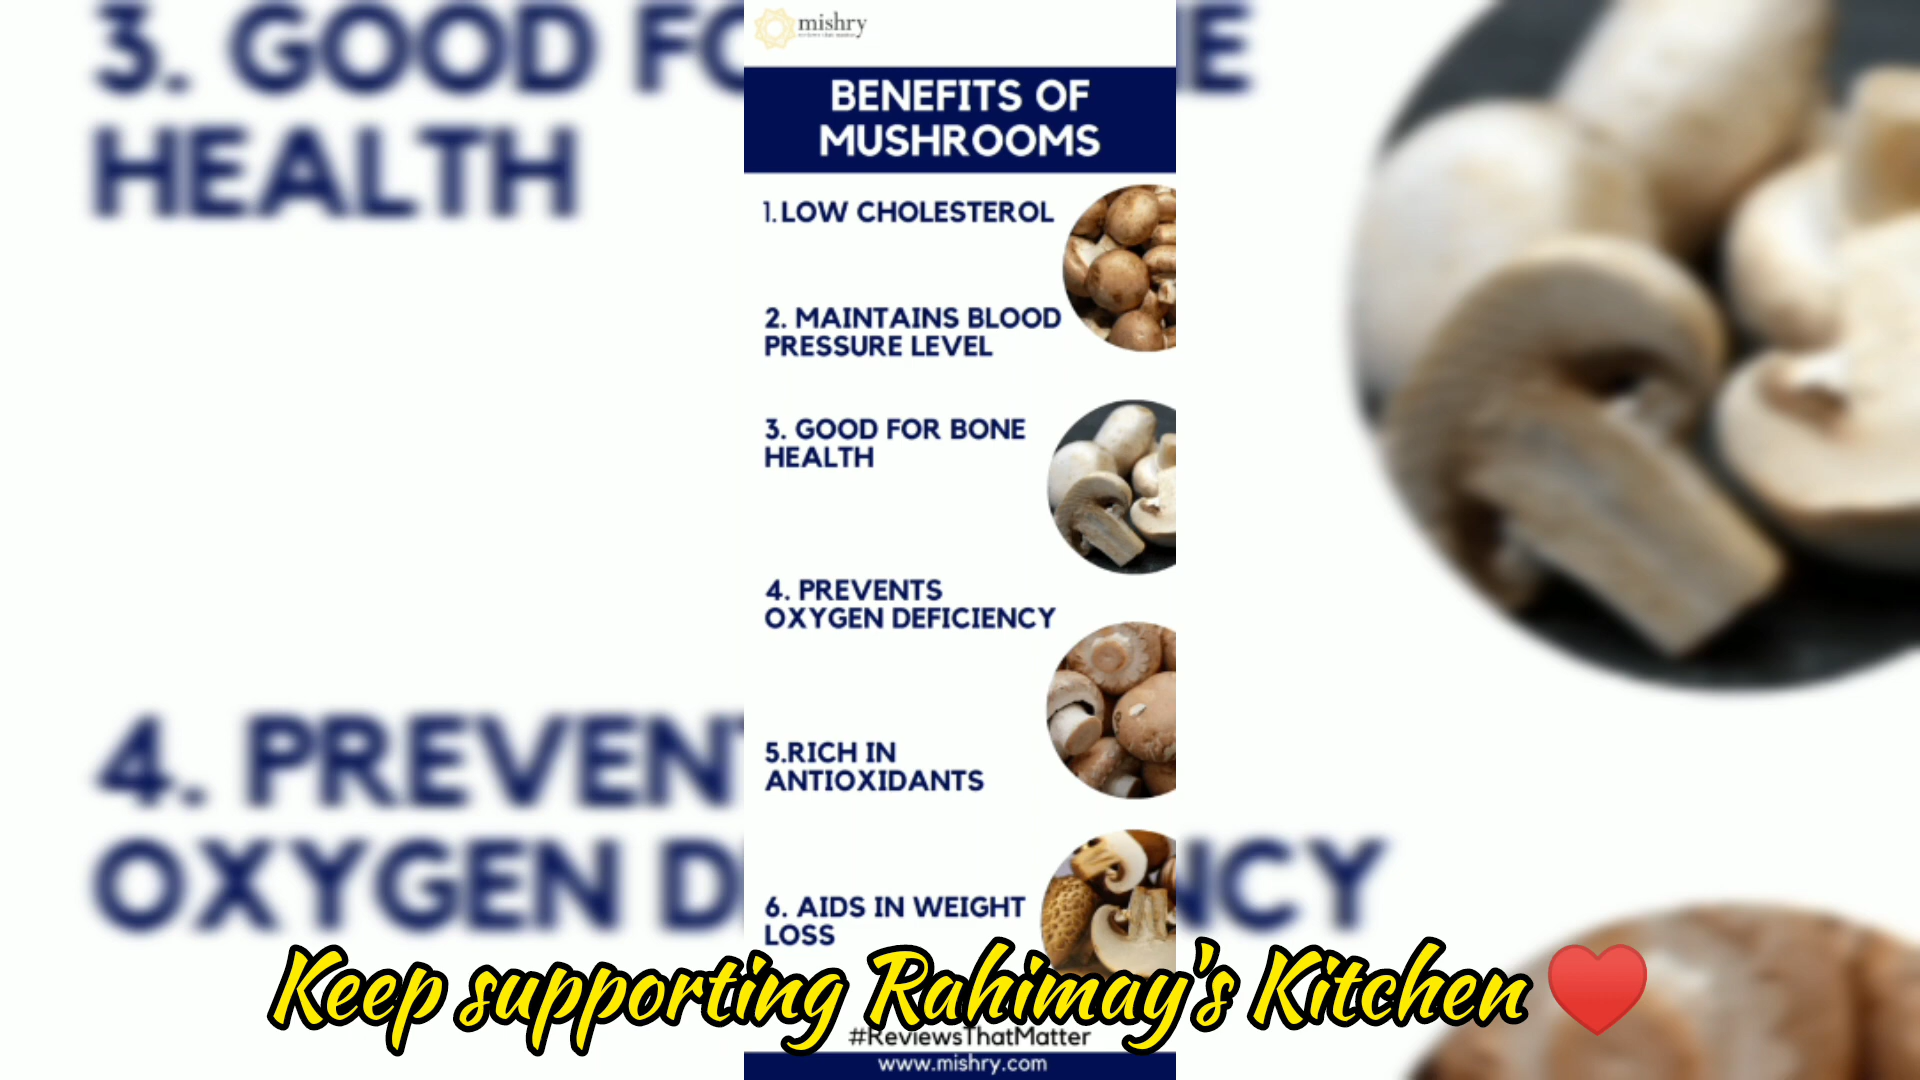 mishry
BENEFITS OF
MUSHROOMS
1. LOW CHOLESTEROL
2. MAINTAINS BLOOD
PRESSURE LEVEL
3. GOOD FOR BONE
HEALTH
4. PREVENTS
OXYGEN DEFICIENCY
5.RICH IN
ANTIOXIDANTS
6. AIDS IN WEIGHT
LOSS
Keep supporting Rahimay's Kitchen ❤️
#ReviewsThatMatter
www.mishry.com
3. GOOD FO
E
HEALTH
4. PREVENT
OXYGEN D
NCY